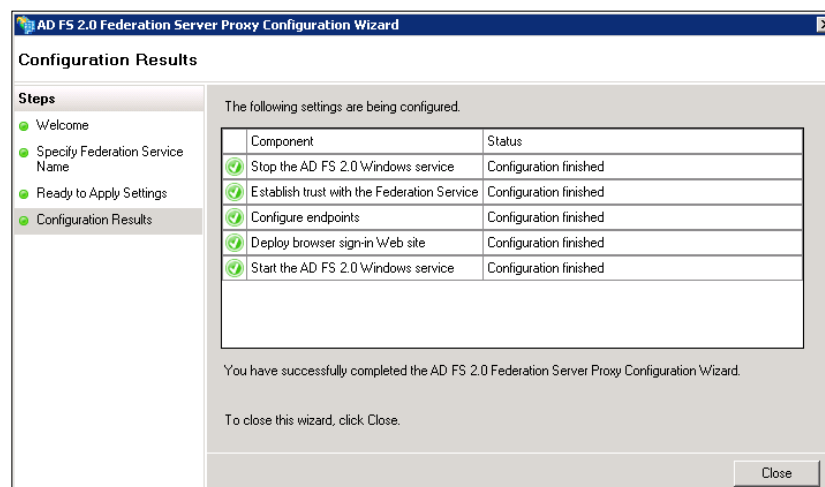 AD FS 2.0 Federation Server Proxy Configuration Wizard
Configuration Results
Steps
Welcome
Specify Federation Service
Name
Ready to Apply Settings
Configuration Results
The following settings are being configured.
Component Status
Stop the AD FS 2.0 Windows service Configuration finished
Establish trust with the Federation Service Configuration finished
Configure endpoints Configuration finished
Deploy browser sign-in Web site Configuration finished
Start the AD FS 2.0 Windows service Configuration finished
You have successfully completed the AD FS 2.0 Federation Server Proxy Configuration Wizard.
To close this wizard, click Close.
Close